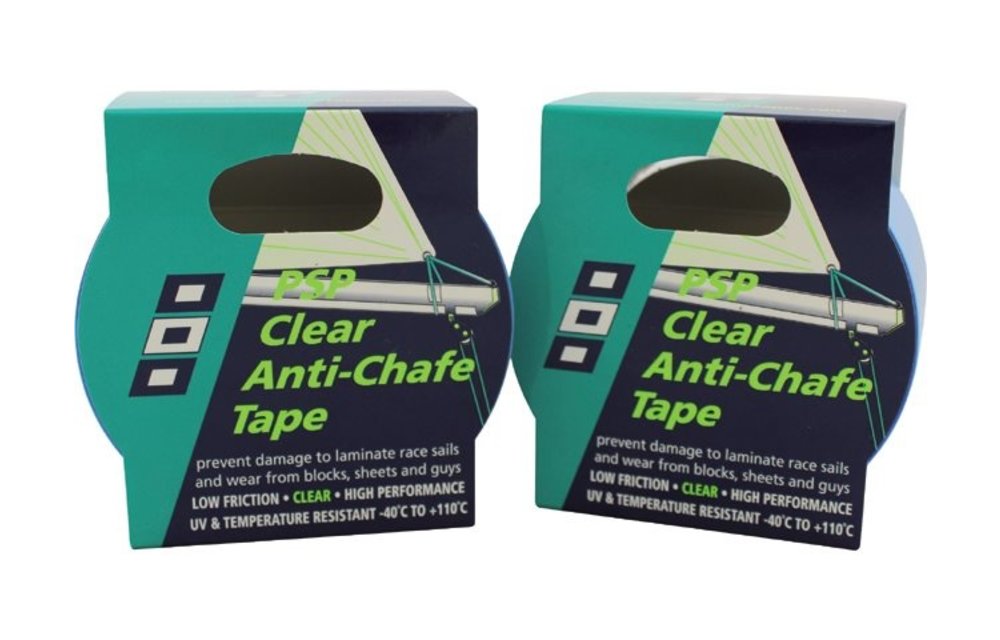 PSP
Clear
Anti-Chafe
Tape
prevent damage to laminate race sails
and wear from blocks, sheets and guys
LOW FRICTION • CLEAR • HIGH PERFORMANCE
UV & TEMPERATURE RESISTANT -40°C TO +110°C
PSP
Clear
Anti-Chafe
Tape
prevent damage to laminate race sails
and wear from blocks, sheets and guys
LOW FRICTION • CLEAR • HIGH PERFORMANCE
UV & TEMPERATURE RESISTANT -40°C TO +110°C